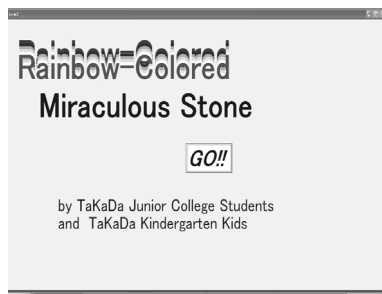 Rainbow-Colored
Miraculous Stone
GO!!
by TaKaDa Junior College Students
and TaKaDa Kindergarten Kids